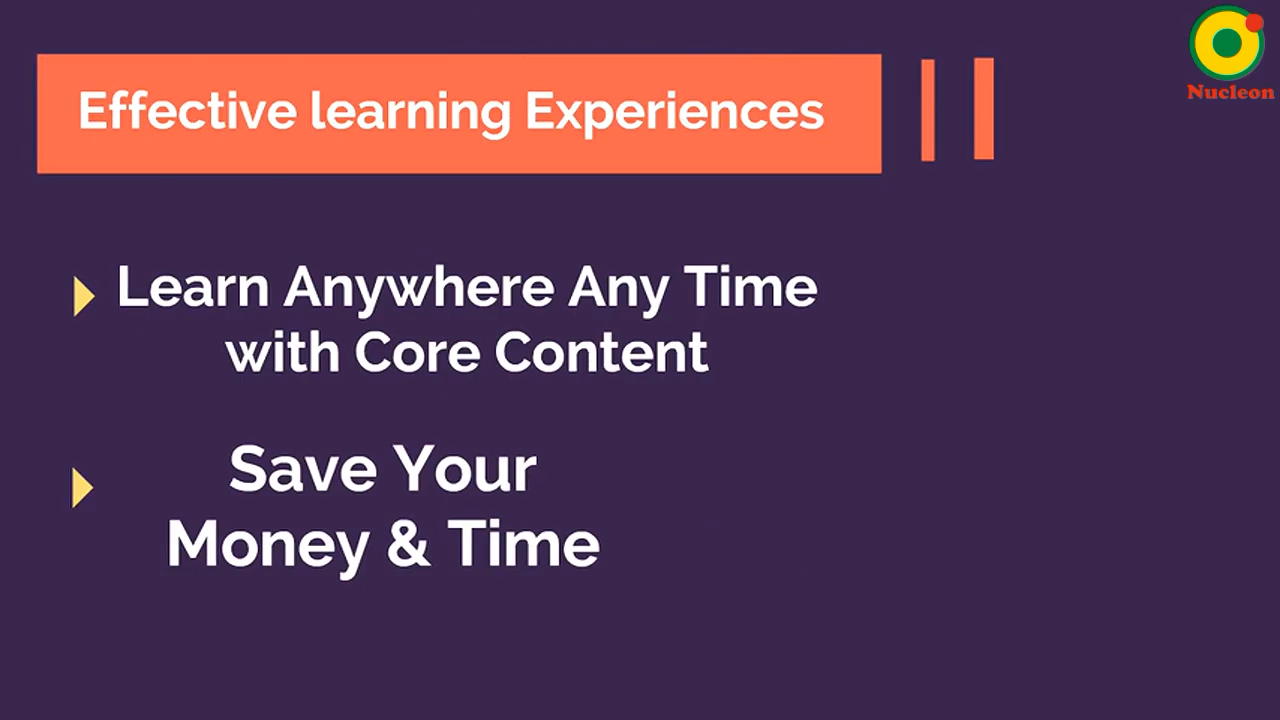 Effective learning Experiences
Nucleon
Learn Anywhere Any Time
with Core Content
Save Your
Money & Time